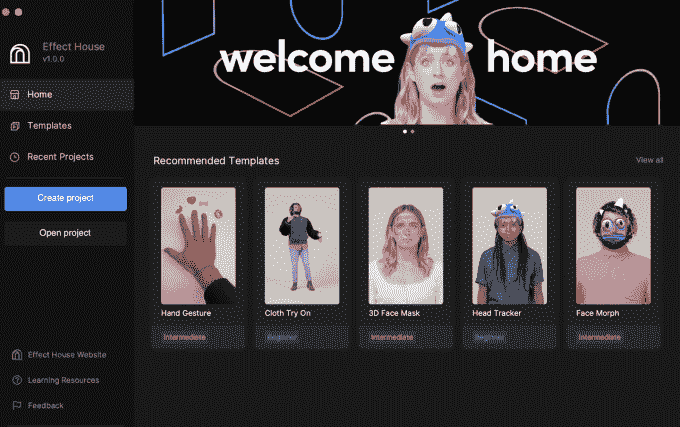 Effect House
v1.0.0
Home
Templates
Recent Projects
Create project
Open project
Effect House Website
Learning Resources
Feedback
welcome home
Recommended Templates
View all
Hand Gesture
Intermediate
Cloth Try On
Beginner
3D Face Mask
Intermediate
Head Tracker
Beginner
Face Morph
Intermediate